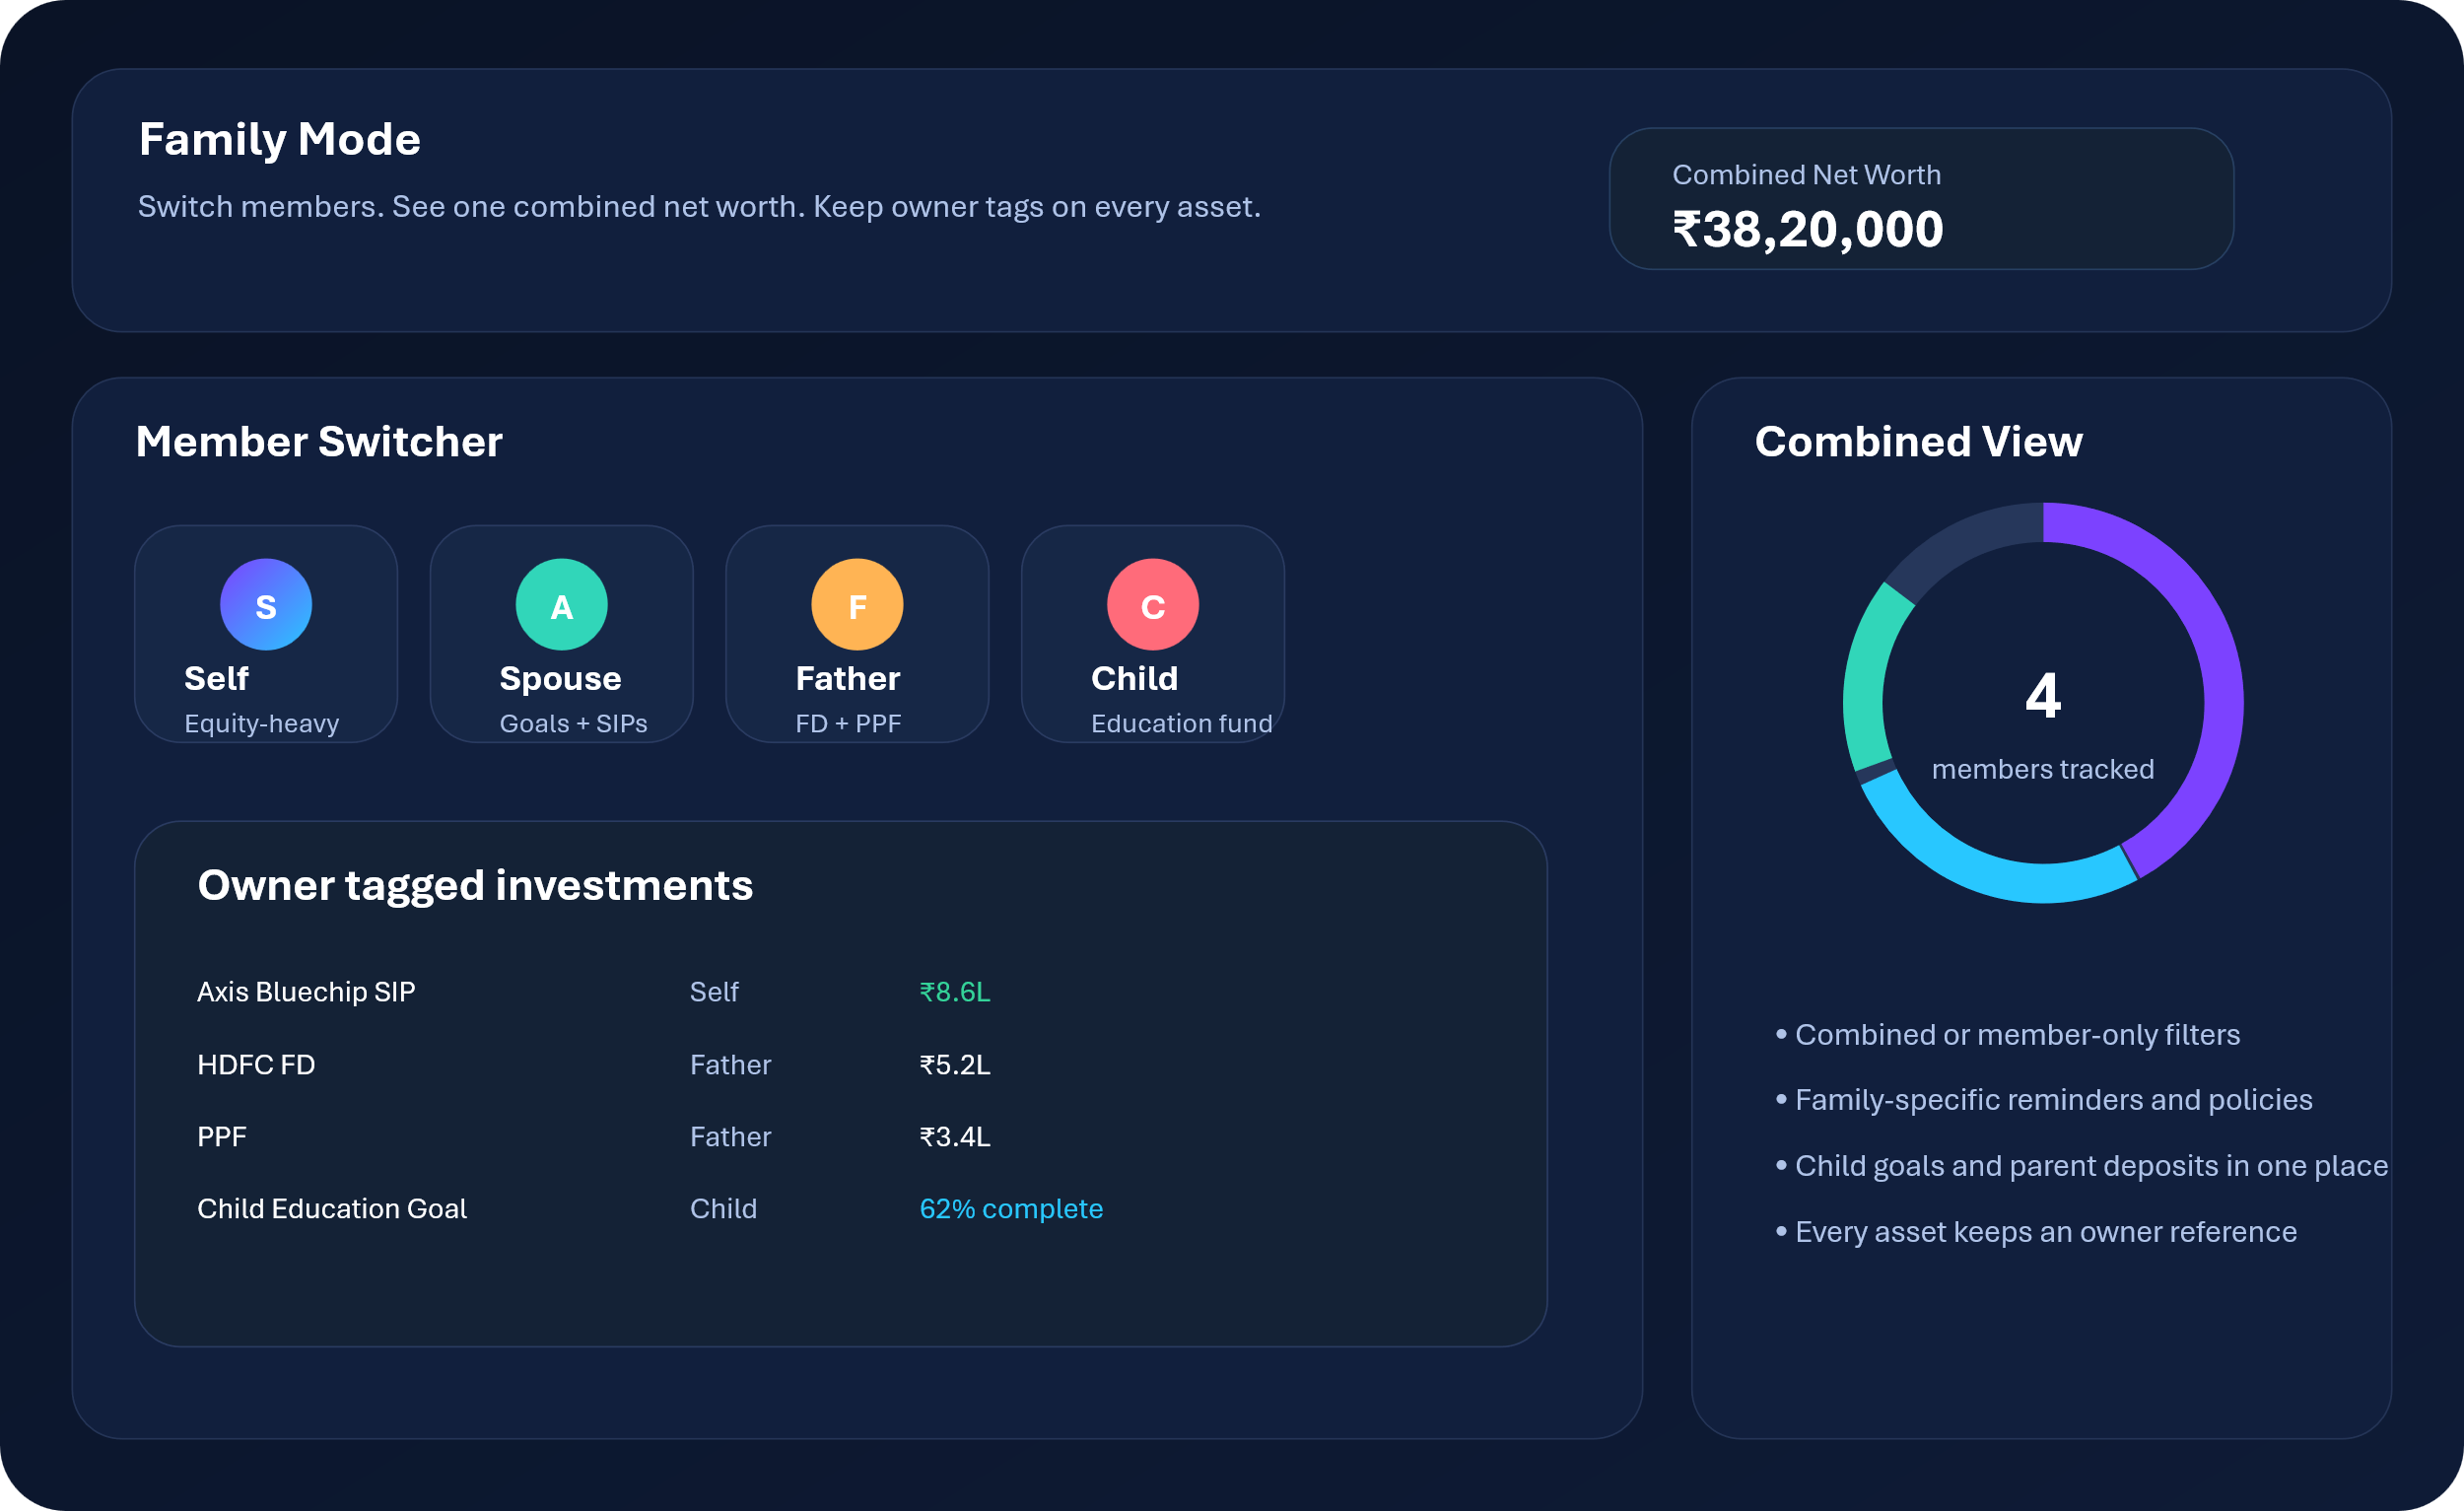 Family Mode
Switch members. See one combined net worth. Keep owner tags on every asset.
Combined Net Worth
₹38,20,000
Member Switcher
S
Self
Equity-heavy
A
Spouse
Goals + SIPs
F
Father
FD + PPF
C
Child
Education fund
Owner tagged investments
Axis Bluechip SIP Self ₹8.6L
HDFC FD Father ₹5.2L
PPF Father ₹3.4L
Child Education Goal Child 62% complete
Combined View
4
members tracked
• Combined or member-only filters
• Family-specific reminders and policies
• Child goals and parent deposits in one place
• Every asset keeps an owner reference